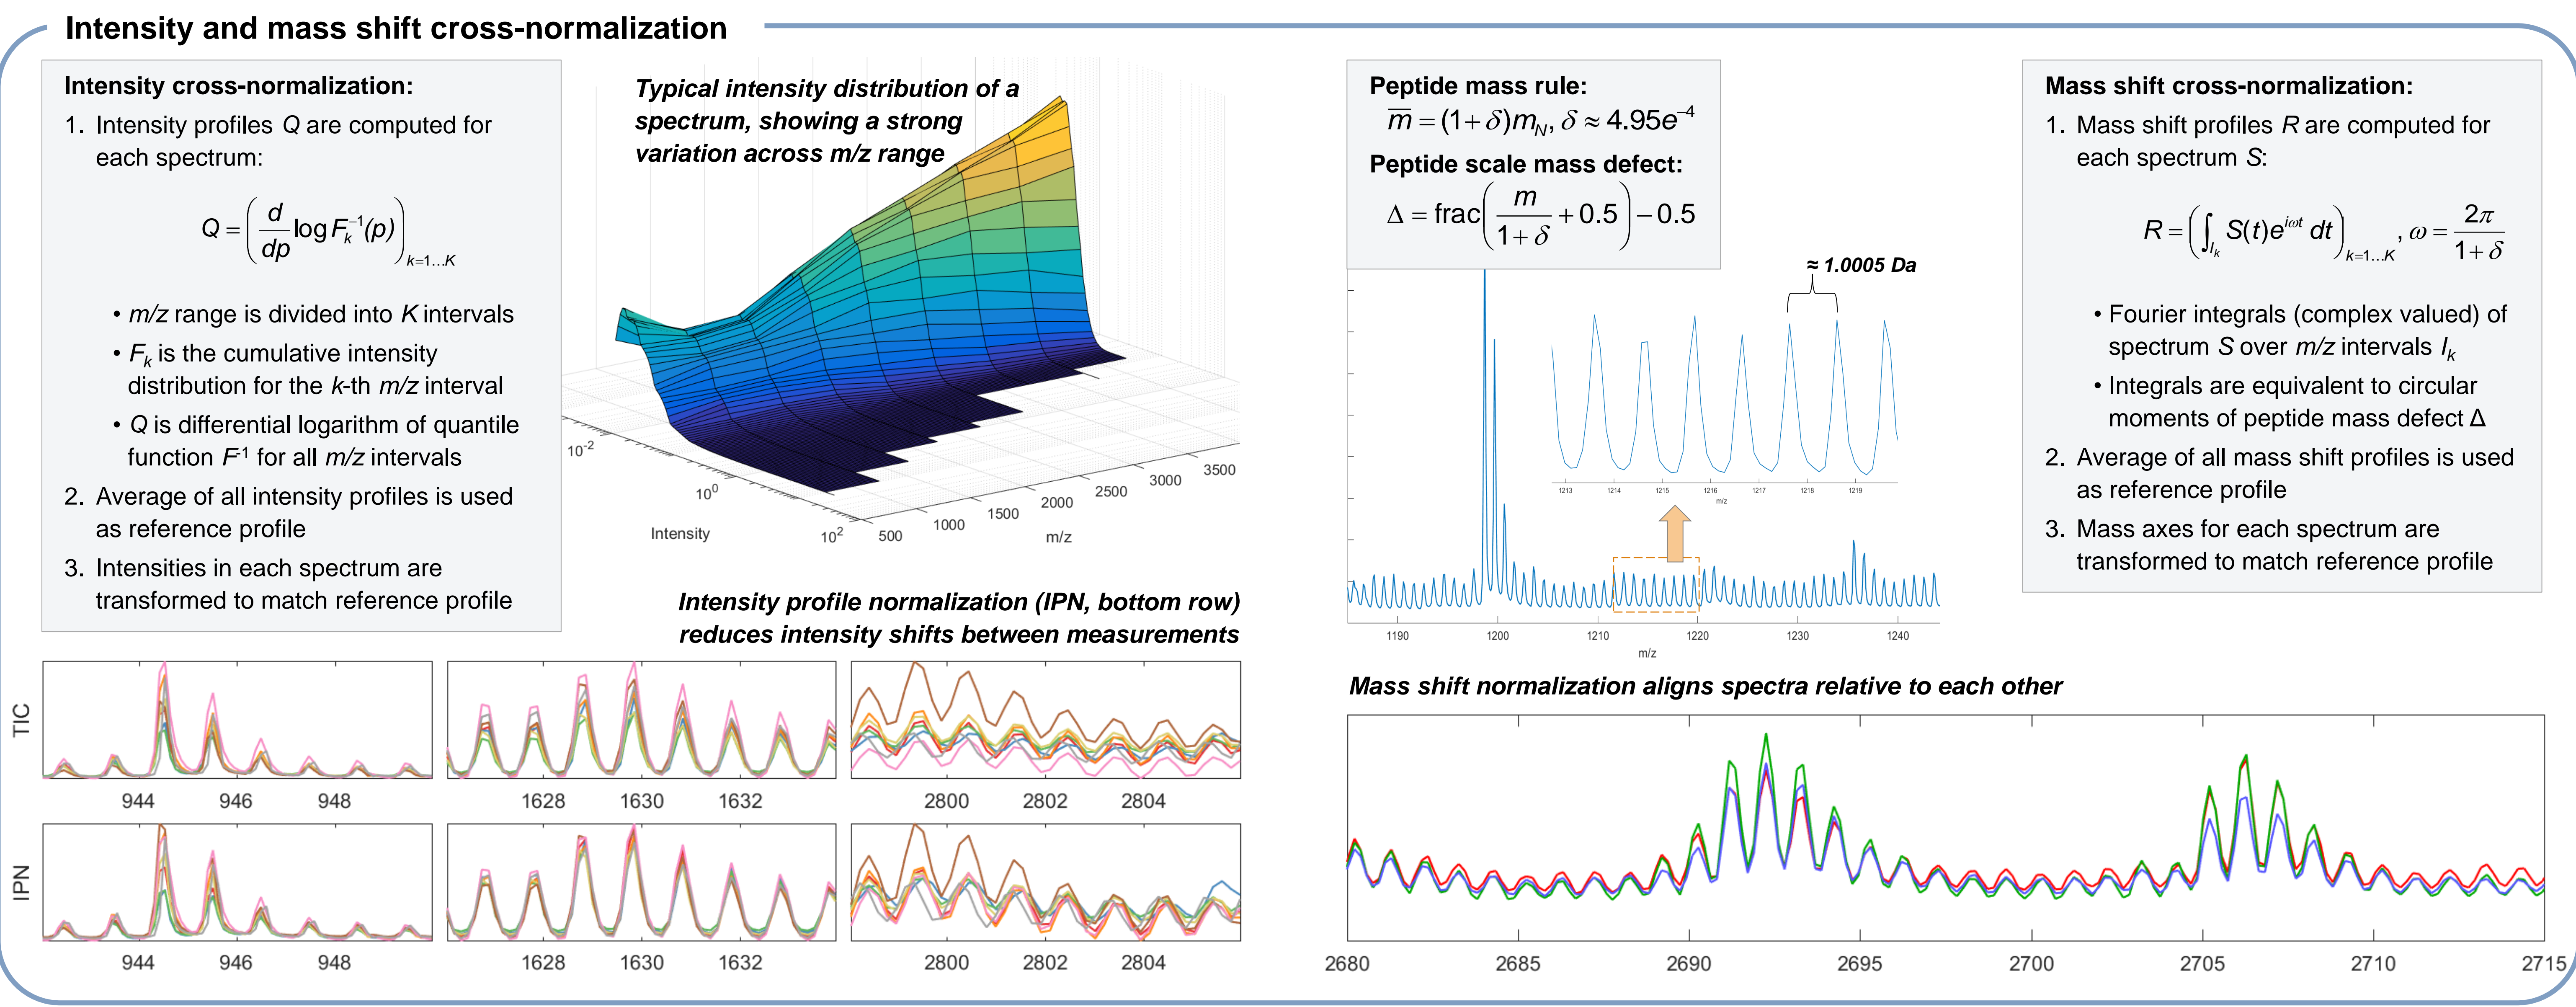 Intensity and mass shift cross-normalization
Intensity cross-normalization:
1. Intensity profiles Q are computed for
each spectrum:
Q = ( d/dp log F_k^−1(p) )_k=1…K
• m/z range is divided into K intervals
• F_k is the cumulative intensity
distribution for the k-th m/z interval
• Q is differential logarithm of quantile
function F^-1 for all m/z intervals
2. Average of all intensity profiles is used
as reference profile
3. Intensities in each spectrum are
transformed to match reference profile
Typical intensity distribution of a
spectrum, showing a strong
variation across m/z range
10^-2
10^0
10^2
Intensity
500
1000
1500
2000
2500
3000
3500
m/z
Intensity profile normalization (IPN, bottom row)
reduces intensity shifts between measurements
TIC
944 946 948
1628 1630 1632
2800 2802 2804
IPN
944 946 948
1628 1630 1632
2800 2802 2804
Peptide mass rule:
m̅ = (1+ δ)m_N, δ ≈ 4.95e^−4
Peptide scale mass defect:
Δ = frac( m/(1+ δ) + 0.5 ) − 0.5
≈ 1.0005 Da
1213 1214 1215 1216 1217 1218 1219
m/z
1190 1200 1210 1220 1230 1240
m/z
Mass shift cross-normalization:
1. Mass shift profiles R are computed for
each spectrum S:
R = ( ∫_I_k S(t)e^iωt dt )_k=1…K , ω = 2π/(1+ δ)
• Fourier integrals (complex valued) of
spectrum S over m/z intervals I_k
• Integrals are equivalent to circular
moments of peptide mass defect Δ
2. Average of all mass shift profiles is used
as reference profile
3. Mass axes for each spectrum are
transformed to match reference profile
Mass shift normalization aligns spectra relative to each other
2680 2685 2690 2695 2700 2705 2710 2715